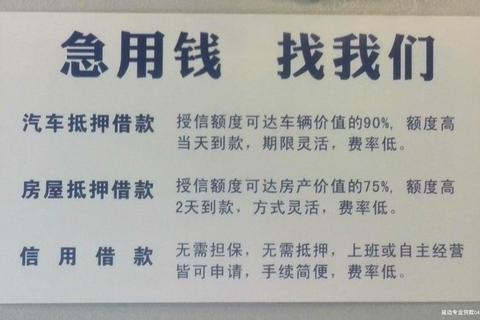 急用钱 找我们
汽车抵押借款 授信额度可达车辆价值的90%, 额度高
当天到款，期限灵活，费率低。
房屋抵押借款 授信额度可达房产价值的75%, 额度高
2天到款，方式灵活，费率低。
信用借款 无需担保，无需抵押，上班或自主经营
皆可申请，手续简便，费率低。